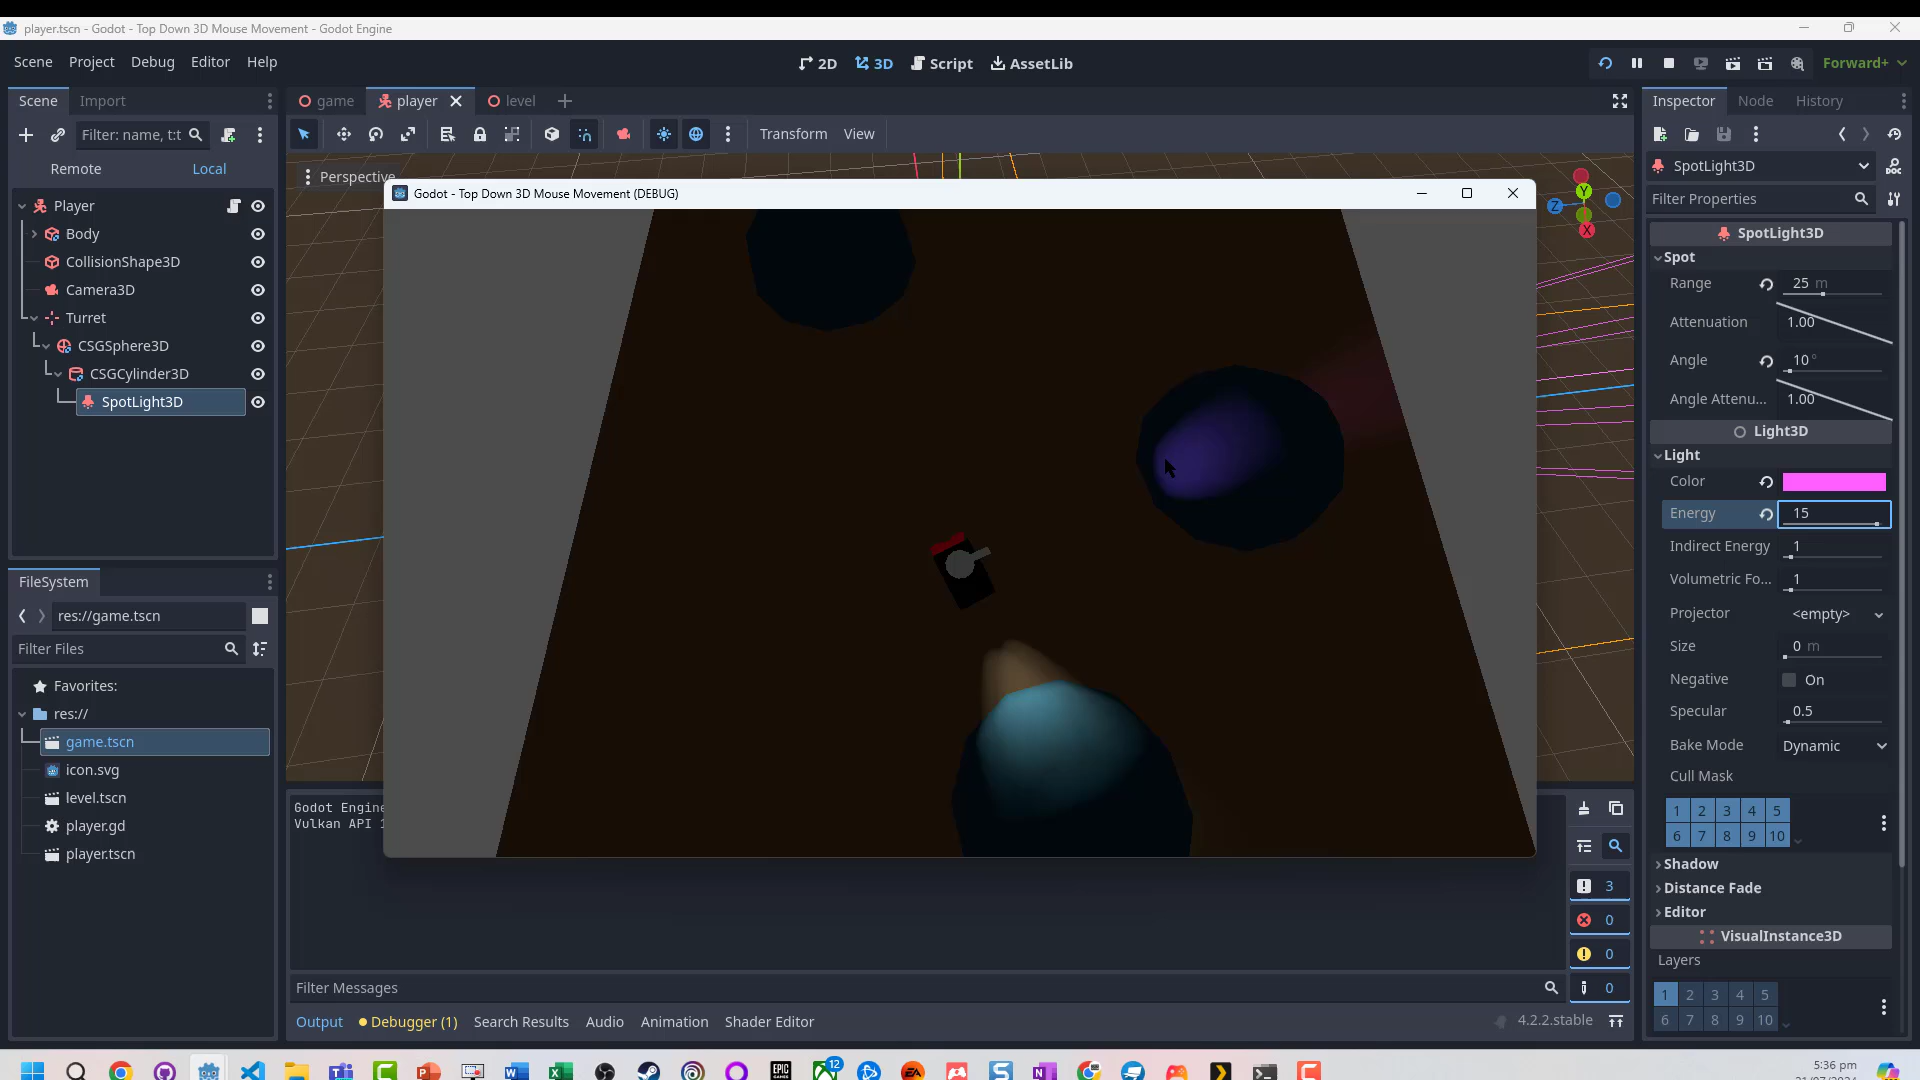 player.tscn - Godot - Top Down 3D Mouse Movement - Godot Engine
Scene Project Debug Editor Help
2D 3D Script AssetLib
Forward+
Scene Import
game player level
Inspector Node History
Filter: name, t:t
Transform View
Remote Local
SpotLight3D
Perspective
Filter Properties
Godot - Top Down 3D Mouse Movement (DEBUG)
Player
Body
CollisionShape3D
Camera3D
Turret
CSGSphere3D
CSGCylinder3D
SpotLight3D
Y
Z
X
SpotLight3D
Spot
Range 25 m
Attenuation 1.00
Angle 10 °
Angle Attenu... 1.00
Light3D
Light
Color
Energy 15
Indirect Energy 1
Volumetric Fo... 1
Projector <empty>
Size 0 m
Negative On
Specular 0.5
Bake Mode Dynamic
Cull Mask
1 2 3 4 5
6 7 8 9 10
Shadow
Distance Fade
Editor
VisualInstance3D
Layers
1 2 3 4 5
6 7 8 9 10
FileSystem
res://game.tscn
Filter Files
Favorites:
res://
game.tscn
icon.svg
level.tscn
player.gd
player.tscn
Godot Engine
Vulkan API 1
3
0
0
0
Filter Messages
Output Debugger (1) Search Results Audio Animation Shader Editor
4.2.2.stable
EPIC
12
EA
5:36 pm